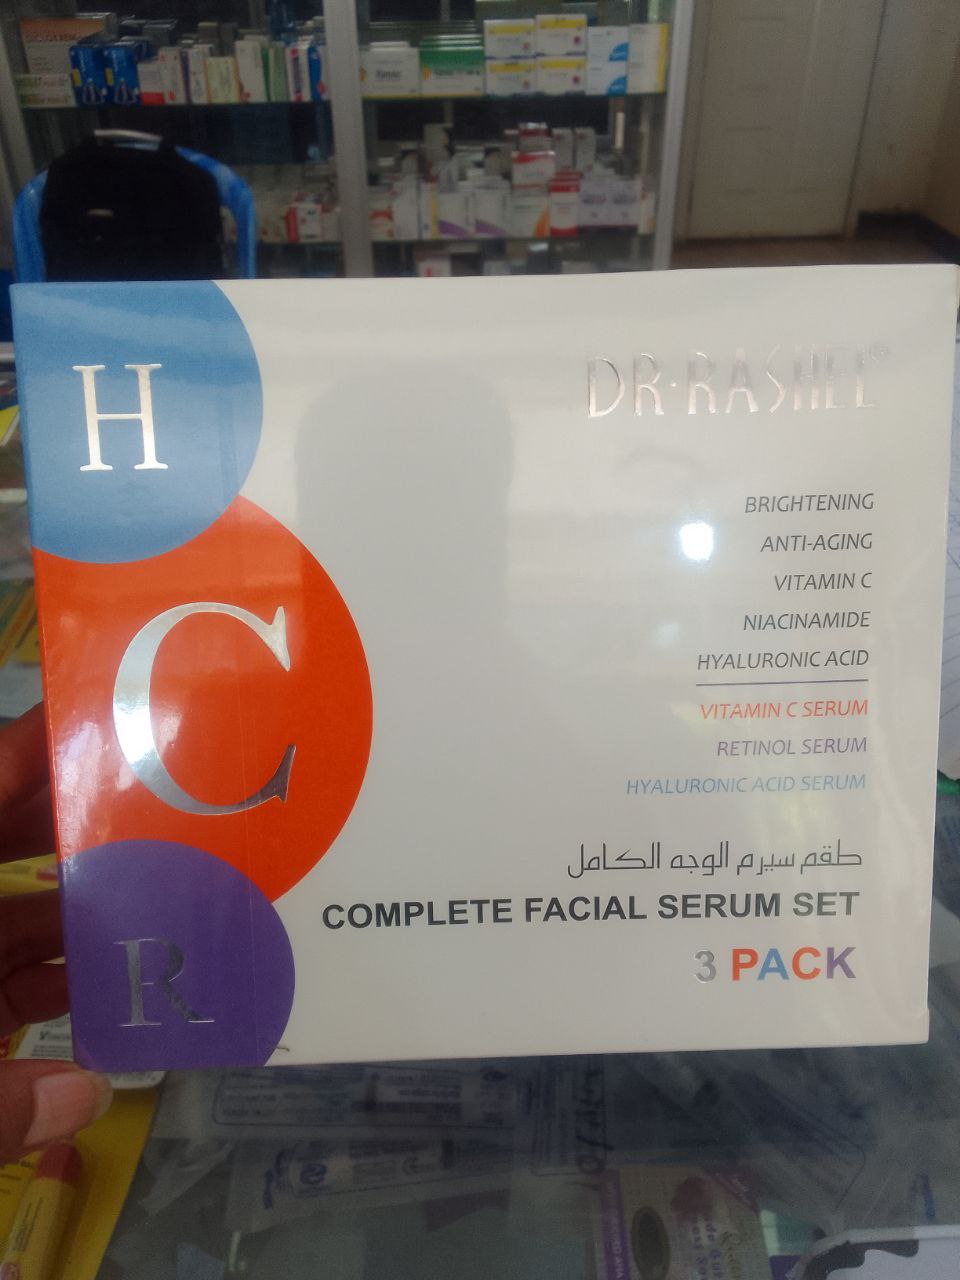 H
C
R
DR·RASHEL®
BRIGHTENING
ANTI-AGING
VITAMIN C
NIACINAMIDE
HYALURONIC ACID
VITAMIN C SERUM
RETINOL SERUM
HYALURONIC ACID SERUM
طقم سيرم الوجه الكامل
COMPLETE FACIAL SERUM SET
3 PACK